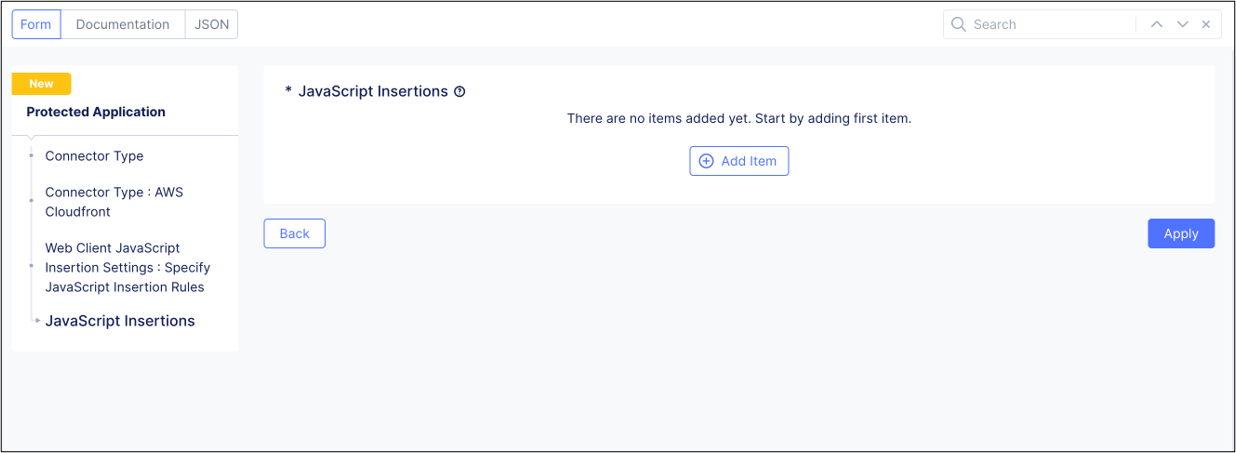 Form
Documentation
JSON
Search
New
Protected Application
Connector Type
Connector Type : AWS
Cloudfront
Web Client JavaScript
Insertion Settings : Specify
JavaScript Insertion Rules
JavaScript Insertions
* JavaScript Insertions
There are no items added yet. Start by adding first item.
Add Item
Back
Apply